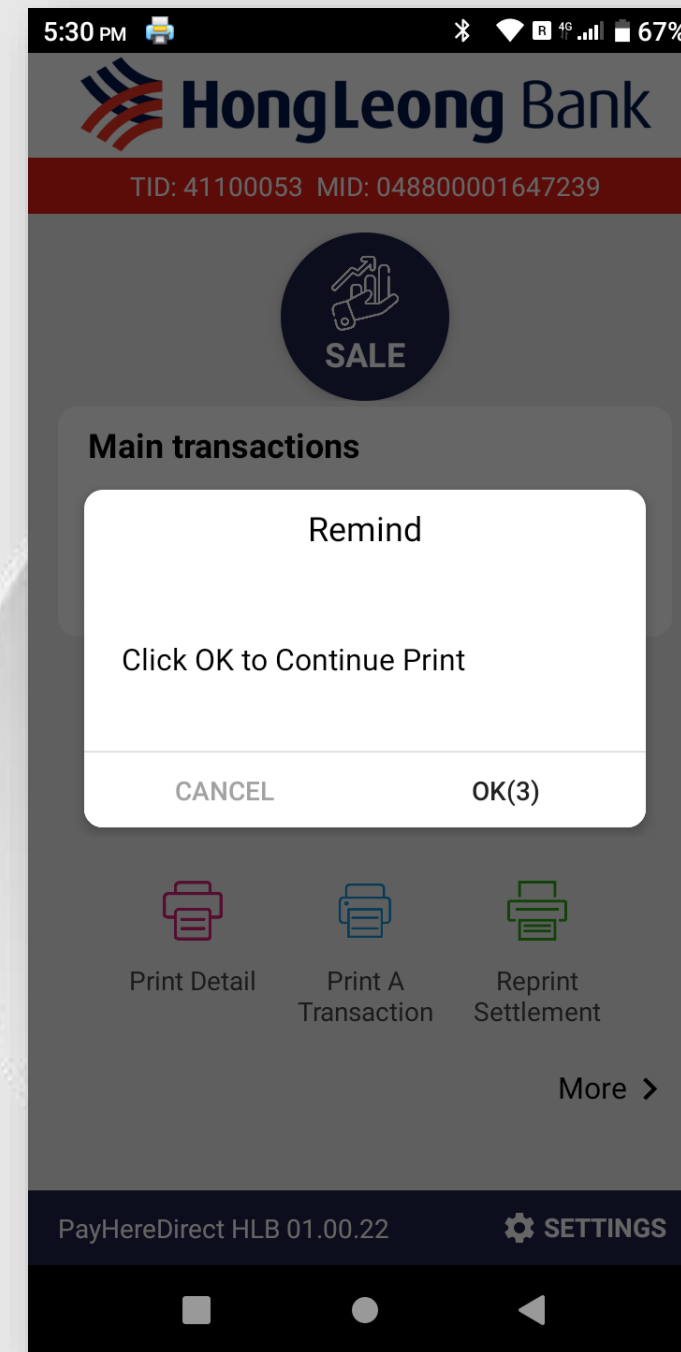 5:30 PM R 4G 67%
HongLeong Bank
TID: 41100053 MID: 048800001647239
SALE
Main transactions
Remind
Click OK to Continue Print
CANCEL OK(3)
Print Detail
Print A
Transaction
Reprint
Settlement
More
PayHereDirect HLB 01.00.22 SETTINGS